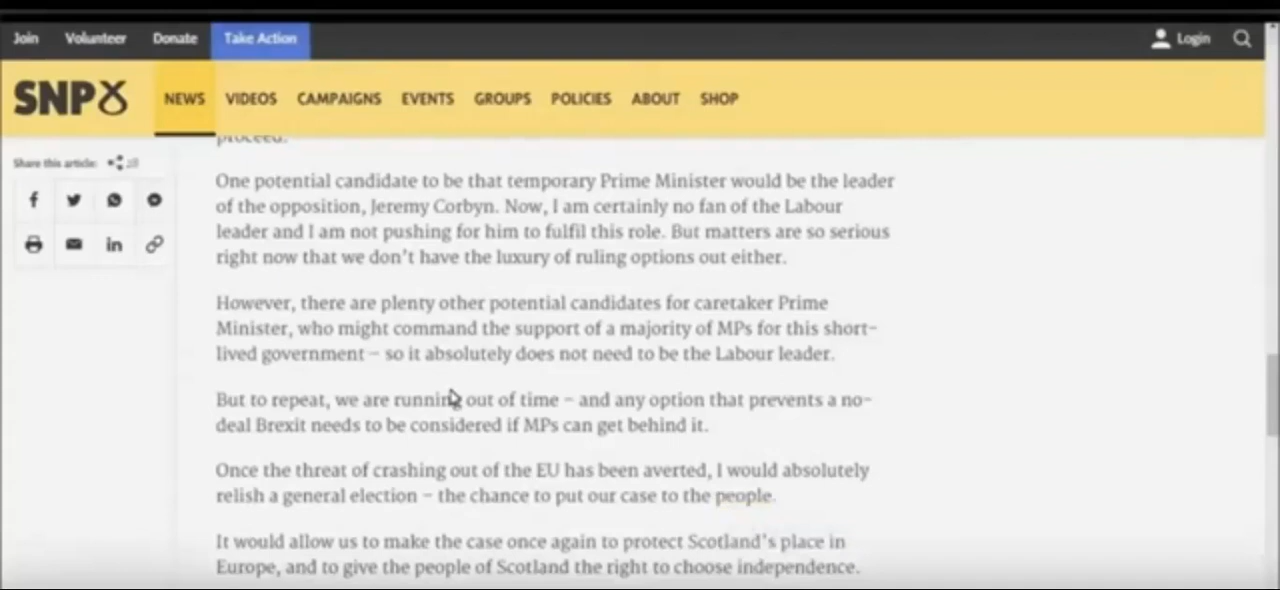 Join Volunteer Donate Take Action Login
SNP NEWS VIDEOS CAMPAIGNS EVENTS GROUPS POLICIES ABOUT SHOP
proceed.
Share this article:
One potential candidate to be that temporary Prime Minister would be the leader
of the opposition, Jeremy Corbyn. Now, I am certainly no fan of the Labour
leader and I am not pushing for him to fulfil this role. But matters are so serious
right now that we don't have the luxury of ruling options out either.
However, there are plenty other potential candidates for caretaker Prime
Minister, who might command the support of a majority of MPs for this short-
lived government – so it absolutely does not need to be the Labour leader.
But to repeat, we are running out of time – and any option that prevents a no-
deal Brexit needs to be considered if MPs can get behind it.
Once the threat of crashing out of the EU has been averted, I would absolutely
relish a general election – the chance to put our case to the people.
It would allow us to make the case once again to protect Scotland's place in
Europe, and to give the people of Scotland the right to choose independence.